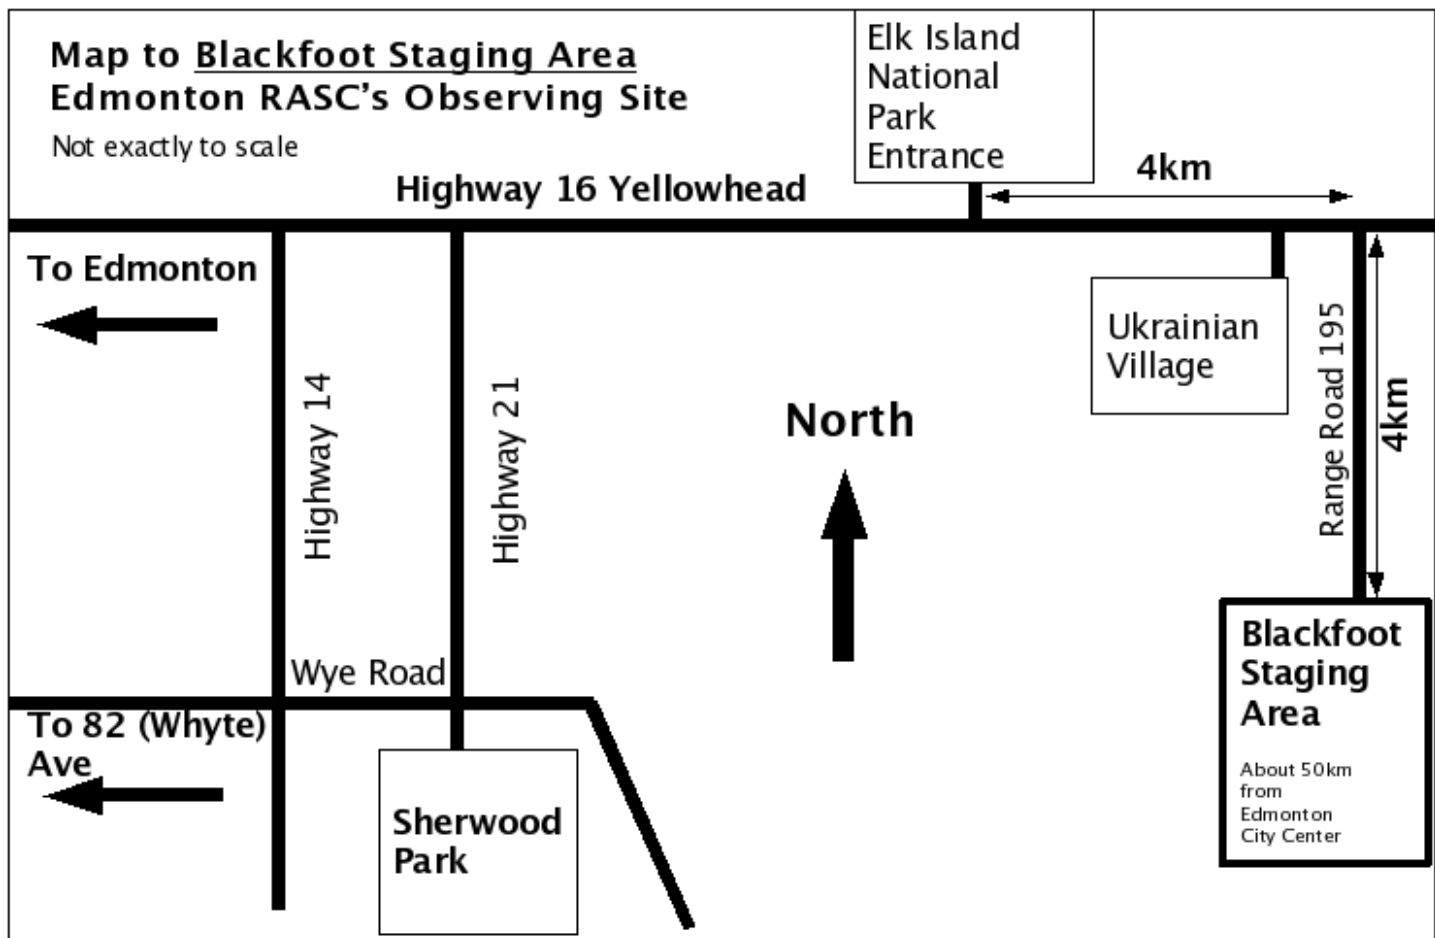 Map to Blackfoot Staging Area
Edmonton RASC's Observing Site
Not exactly to scale
Elk Island
National
Park
Entrance
4km
Highway 16 Yellowhead
To Edmonton
Highway 14
Highway 21
North
Ukrainian
Village
Range Road 195
4km
Wye Road
To 82 (Whyte)
Ave
Sherwood
Park
Blackfoot
Staging
Area
About 50km
from
Edmonton
City Center